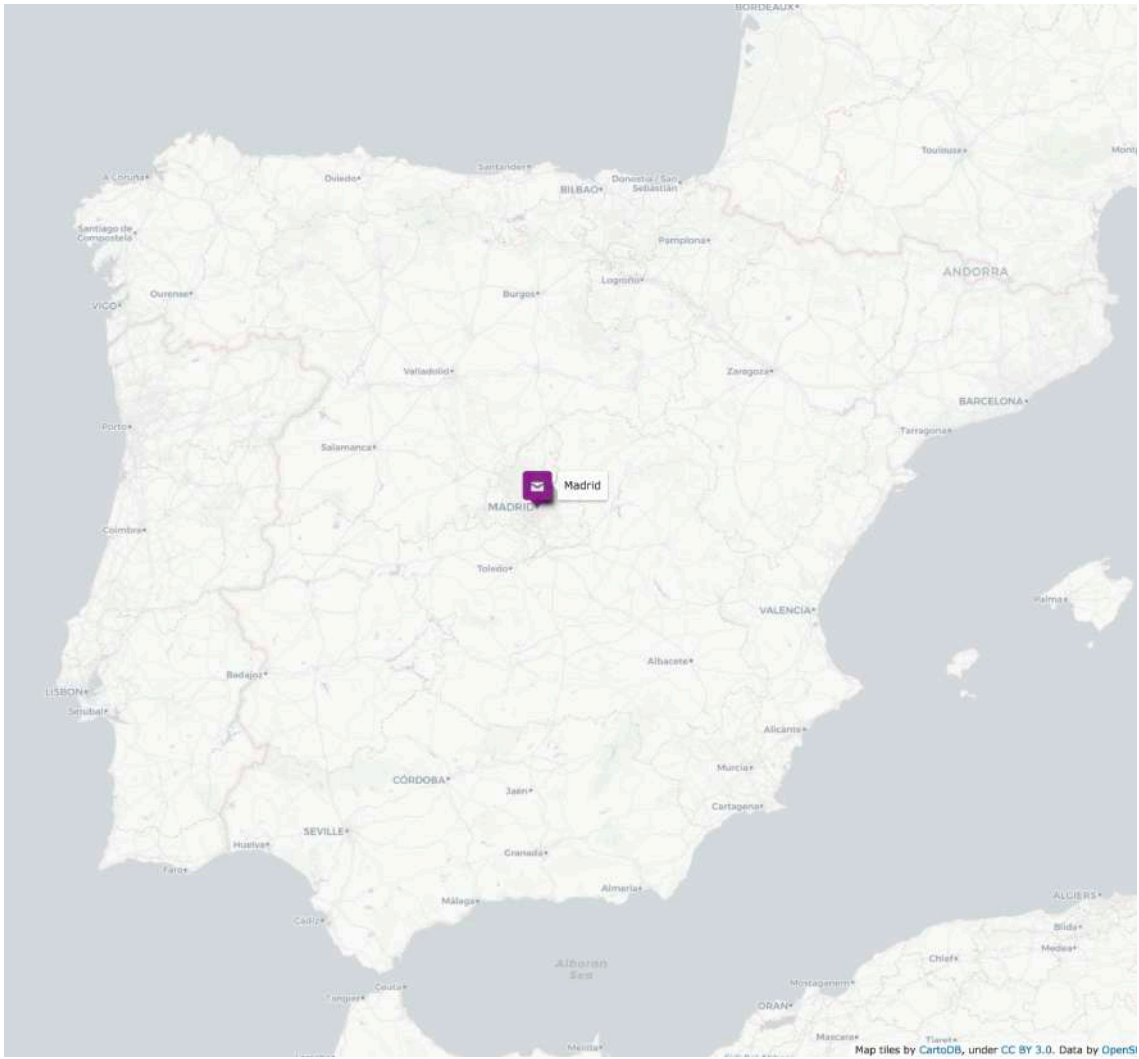 BORDEAUX
Toulouse
Montp
A Coruña
Oviedo
Santander
BILBAO
Donostia / San
Sebastián
Santiago de
Compostela
Pamplona
Logroño
ANDORRA
VIGO
Ourense
Burgos
Valladolid
Zaragoza
BARCELONA
Tarragona
Porto
Salamanca
Madrid
MADRID
Coimbra
Toledo
Palma
VALENCIA
Albacete
Badajoz
LISBON
Setúbal
Alicante
Murcia
CÓRDOBA
Jaén
Cartagena
SEVILLE
Huelva
Granada
Faro
Almería
Málaga
ALGIERS
Cádiz
Blida
Medea
Alboran
Sea
Chlef
Ceuta
Tangier
Mostaganem
ORAN
Mascara
Tiaret
Melilla
Map tiles by CartoDB, under CC BY 3.0. Data by OpenSt